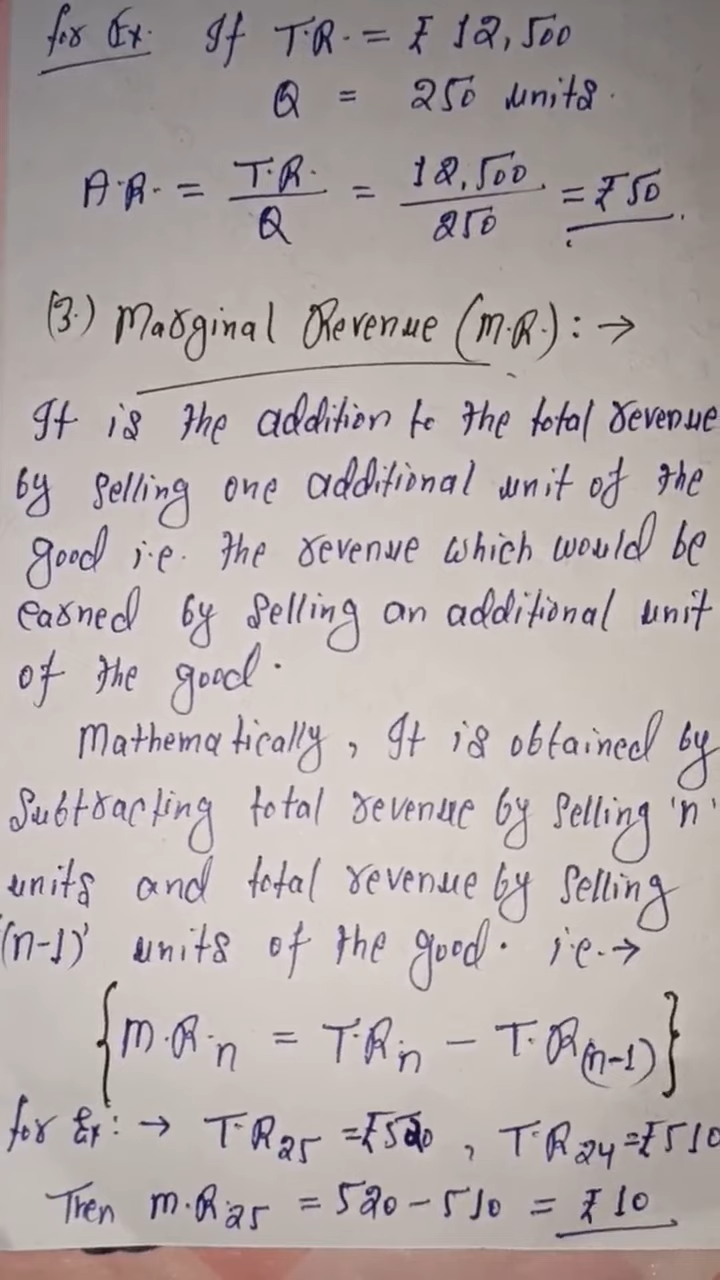 for Ex. If T.R. = ₹ 12,500
Q = 250 units.
A.R. = T.R. / Q = 12,500 / 250 = ₹50
(3.) Marginal Revenue (M.R.) : →
It is the addition to the total revenue
by selling one additional unit of the
good i.e. the revenue which would be
earned by selling an additional unit
of the good.
Mathematically, It is obtained by
Subtracting total revenue by selling 'n'
units and total revenue by selling
'(n-1)' units of the good. i.e. →
{M.R.n = T.Rn - T.R(n-1)}
for Ex: → T.R25 = ₹520, T.R24 = ₹510
Then M.R.25 = 520 - 510 = ₹10